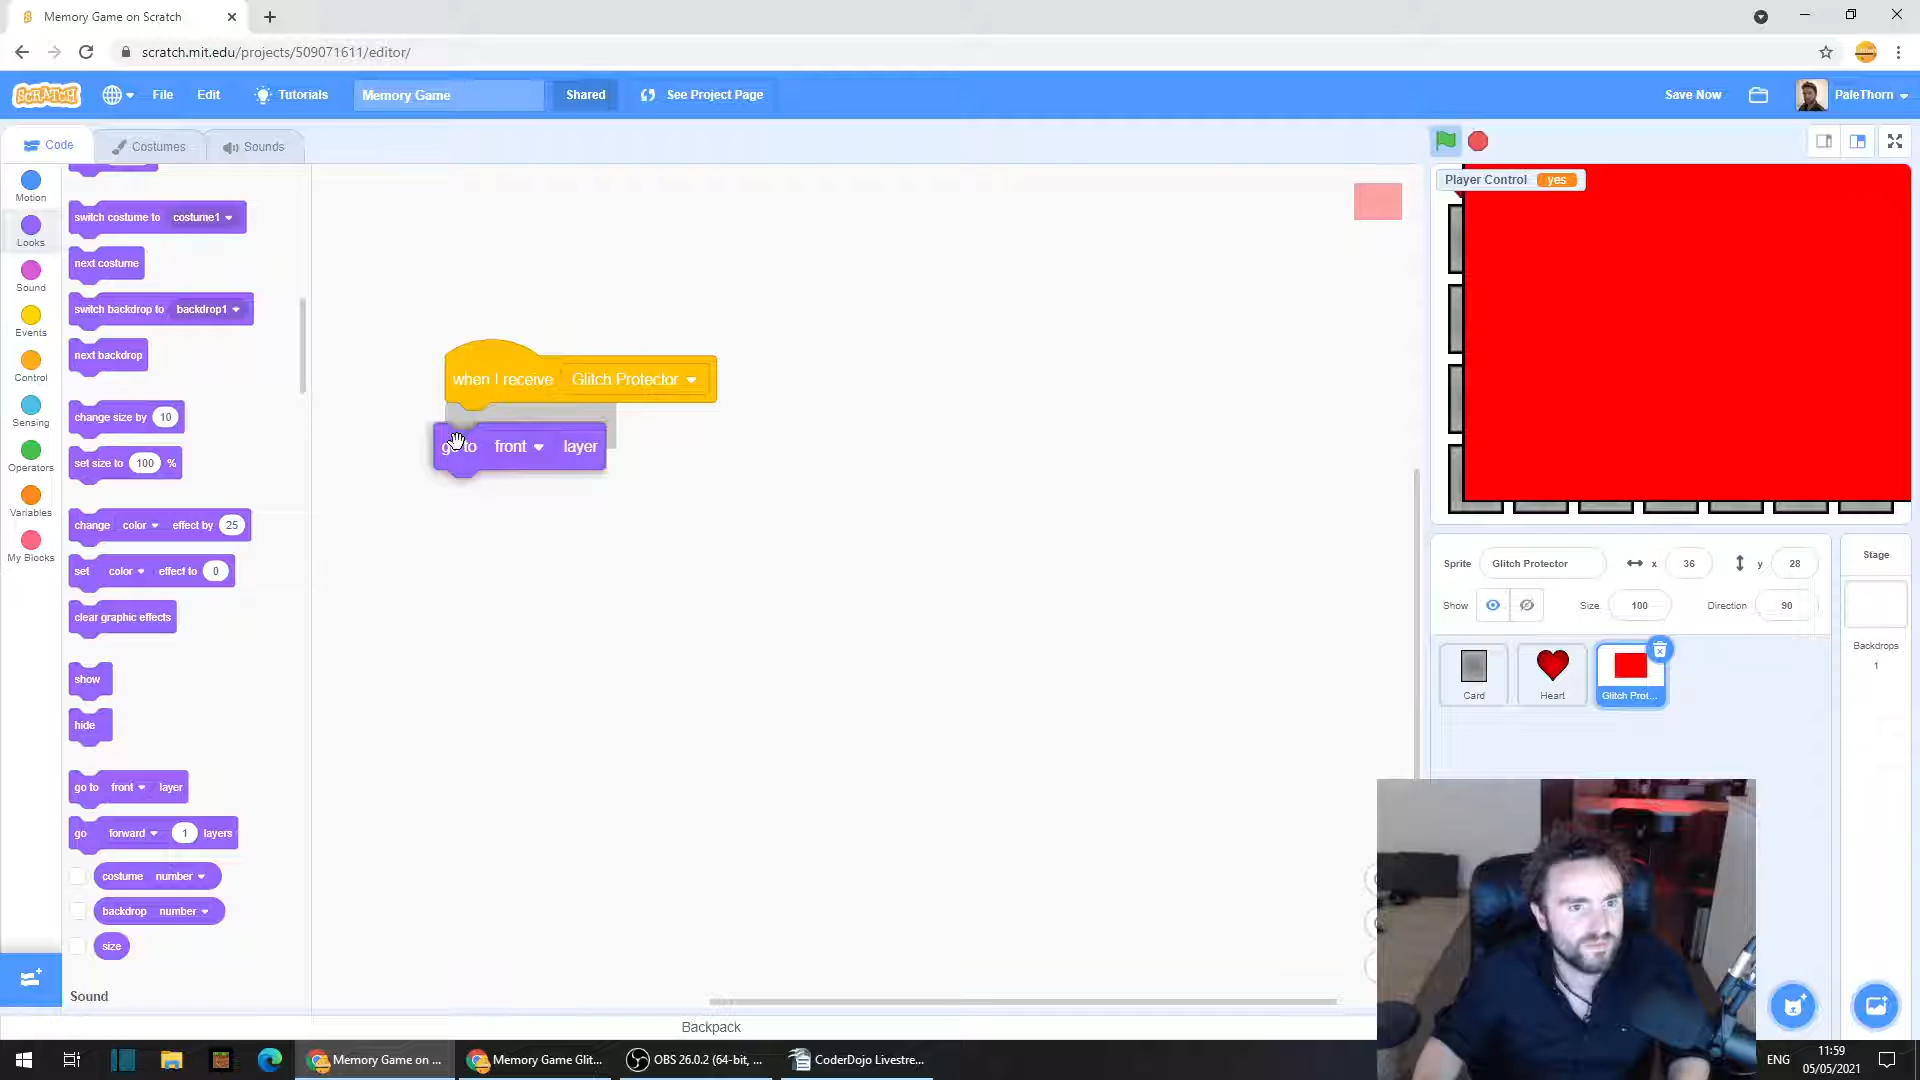 Memory Game on Scratch
scratch.mit.edu/projects/509071611/editor/
SCRATCH
File
Edit
Tutorials
Memory Game
Shared
See Project Page
Save Now
PaleThorn
Code
Costumes
Sounds
Motion
Looks
Sound
Events
Control
Sensing
Operators
Variables
My Blocks
switch costume to costume1
next costume
switch backdrop to backdrop1
next backdrop
change size by 10
set size to 100 %
change color effect by 25
set color effect to 0
clear graphic effects
show
hide
go to front layer
go forward 1 layers
costume number
backdrop number
size
Sound
when I receive Glitch Protector
go to front layer
Player Control yes
Sprite Glitch Protector x 36 y 28
Show Size 100 Direction 90
Card
Heart
Glitch Prot...
Stage
Backdrops
1
Backpack
Memory Game on ...
Memory Game Glit...
OBS 26.0.2 (64-bit, ...
CoderDojo Livestre...
ENG
11:59
05/05/2021